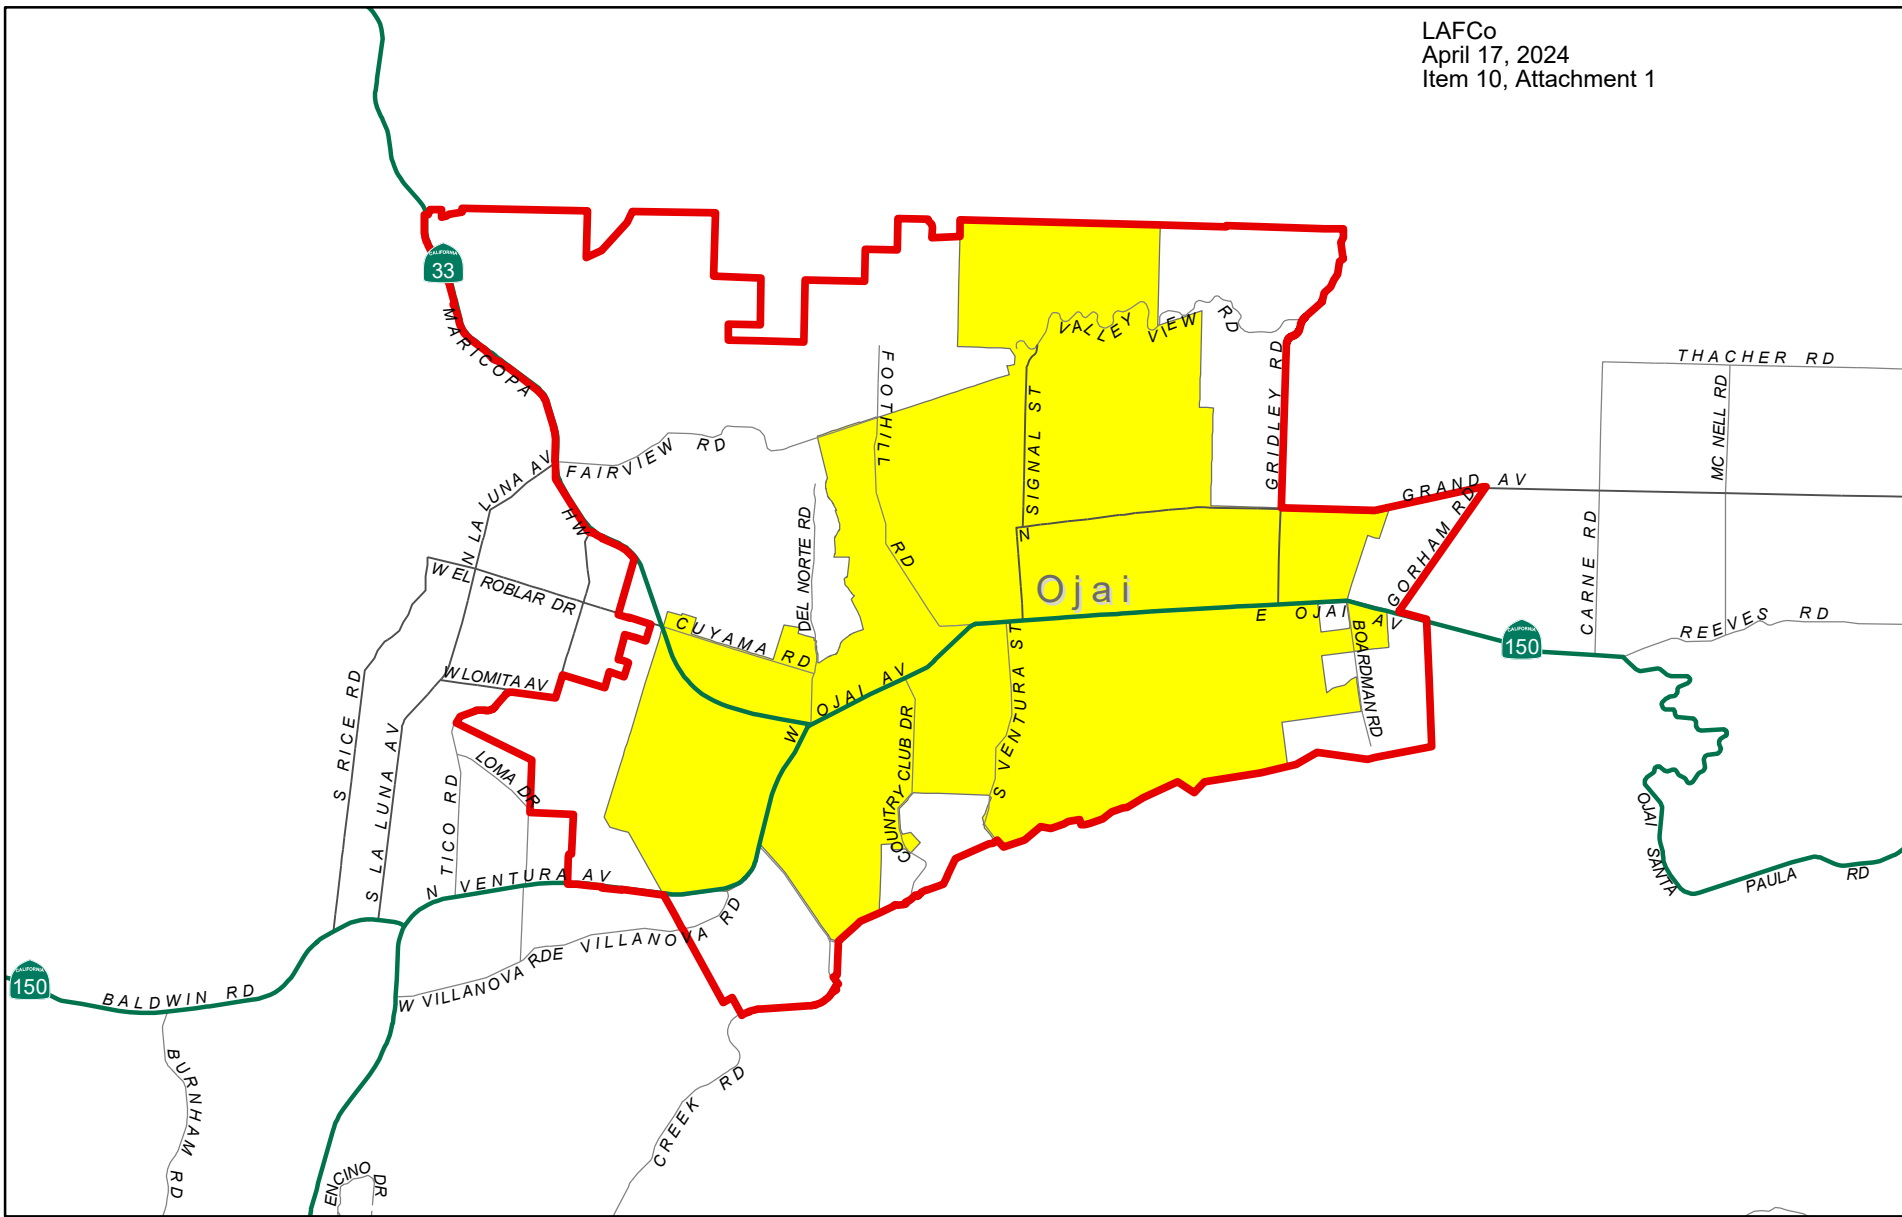 LAFCo
April 17, 2024
Item 10, Attachment 1
CALIFORNIA
33
MARICOPA
HW
VALLEY VIEW RD
FOOTHILL
RD
N SIGNAL ST
GRIDLEY RD
THACHER RD
MC NELL RD
FAIRVIEW RD
N LA LUNA AV
GRAND AV
GORHAM RD
CARNE RD
DEL NORTE RD
W EL ROBLAR DR
Ojai
E OJAI AV
REEVES RD
CALIFORNIA
150
CUYAMA RD
BOARDMAN RD
W LOMITA AV
W OJAI AV
S VENTURA ST
COUNTRY CLUB DR
S RICE RD
S LA LUNA AV
TICO RD
LOMA DR
N VENTURA AV
OJAI SANTA PAULA RD
W VILLANOVA RD
E VILLANOVA RD
CALIFORNIA
150
BALDWIN RD
BURNHAM RD
CREEK RD
ENCINO DR